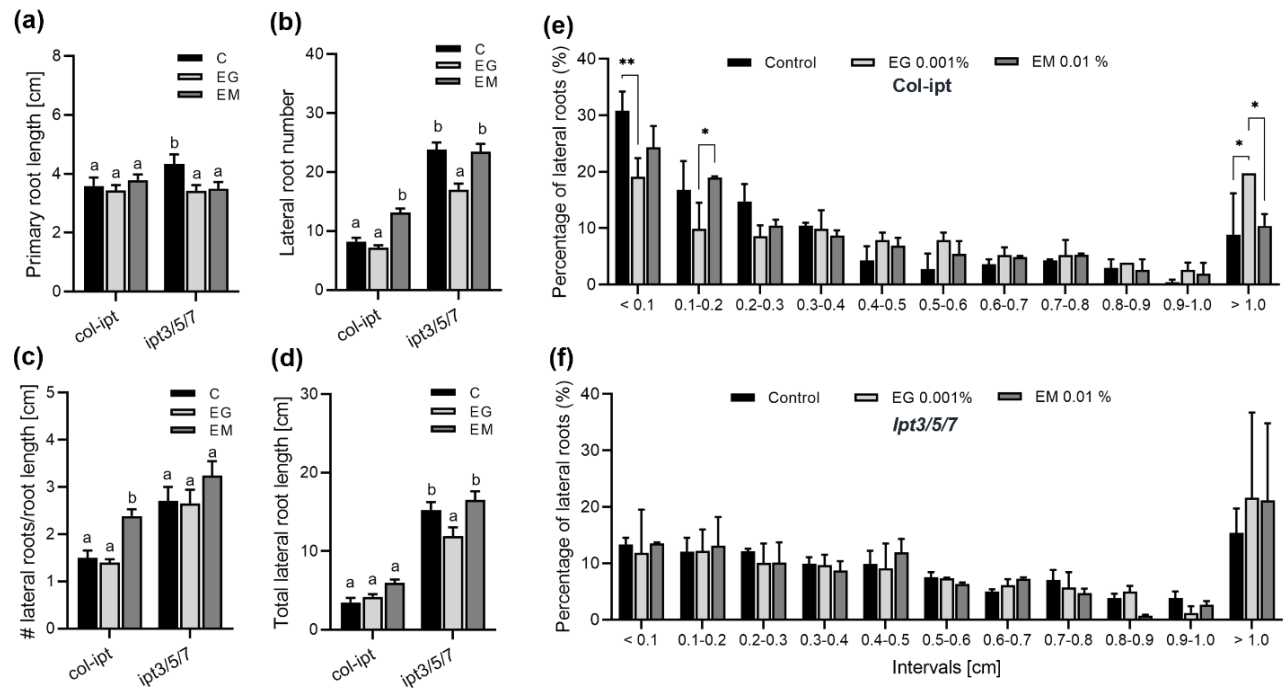 (a)
Primary root length [cm]
8
6
4
2
0
C
EG
EM
a a a b a a
col-ipt
ipt3/5/7
(b)
Lateral root number
40
30
20
10
0
C
EG
EM
a a b b a b
col-ipt
ipt3/5/7
(c)
# lateral roots/root length [cm]
5
4
3
2
1
0
C
EG
EM
a a b a a a
col-ipt
ipt3/5/7
(d)
Total lateral root length [cm]
30
20
10
0
C
EG
EM
a a a b a b
col-ipt
ipt3/5/7
(e)
Percentage of lateral roots (%)
40
30
20
10
0
Control EG 0.001% EM 0.01 %
Col-ipt
** * * *
< 0.1 0.1-0.2 0.2-0.3 0.3-0.4 0.4-0.5 0.5-0.6 0.6-0.7 0.7-0.8 0.8-0.9 0.9-1.0 > 1.0
(f)
Percentage of lateral roots (%)
40
30
20
10
0
Control EG 0.001% EM 0.01 %
Ipt3/5/7
< 0.1 0.1-0.2 0.2-0.3 0.3-0.4 0.4-0.5 0.5-0.6 0.6-0.7 0.7-0.8 0.8-0.9 0.9-1.0 > 1.0
Intervals [cm]